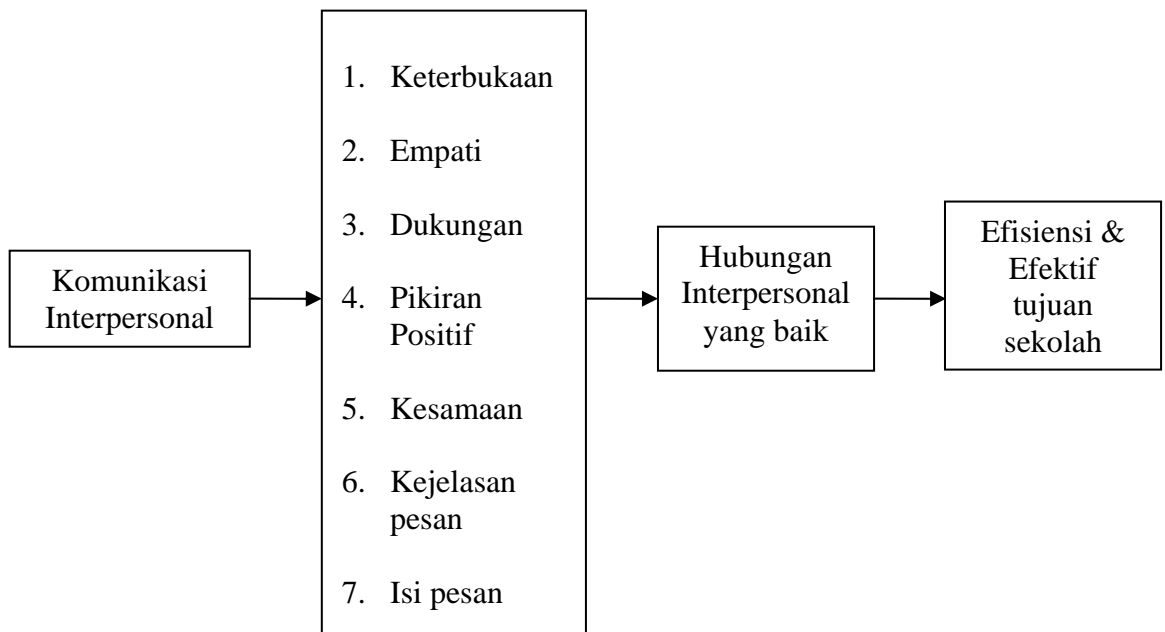 Komunikasi
Interpersonal
1. Keterbukaan
2. Empati
3. Dukungan
4. Pikiran
Positif
5. Kesamaan
6. Kejelasan
pesan
7. Isi pesan
Hubungan
Interpersonal
yang baik
Efisiensi &
Efektif
tujuan
sekolah